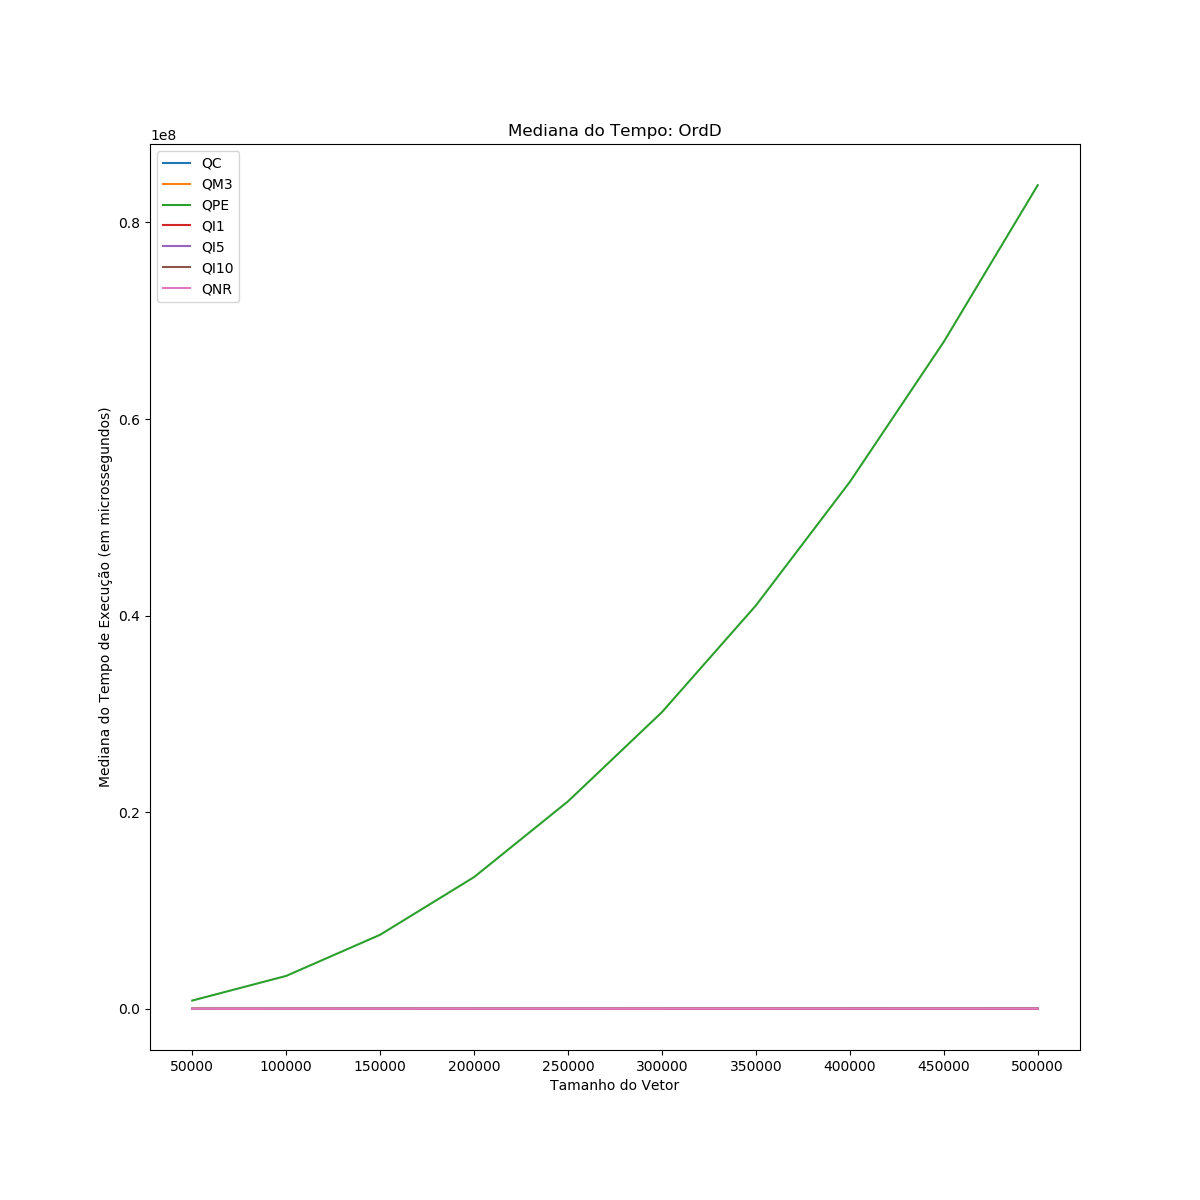 Mediana do Tempo: OrdD
1e8
QC
QM3
QPE
QI1
QI5
QI10
QNR
0.8
0.6
0.4
0.2
0.0
Mediana do Tempo de Execução (em microssegundos)
50000 100000 150000 200000 250000 300000 350000 400000 450000 500000
Tamanho do Vetor